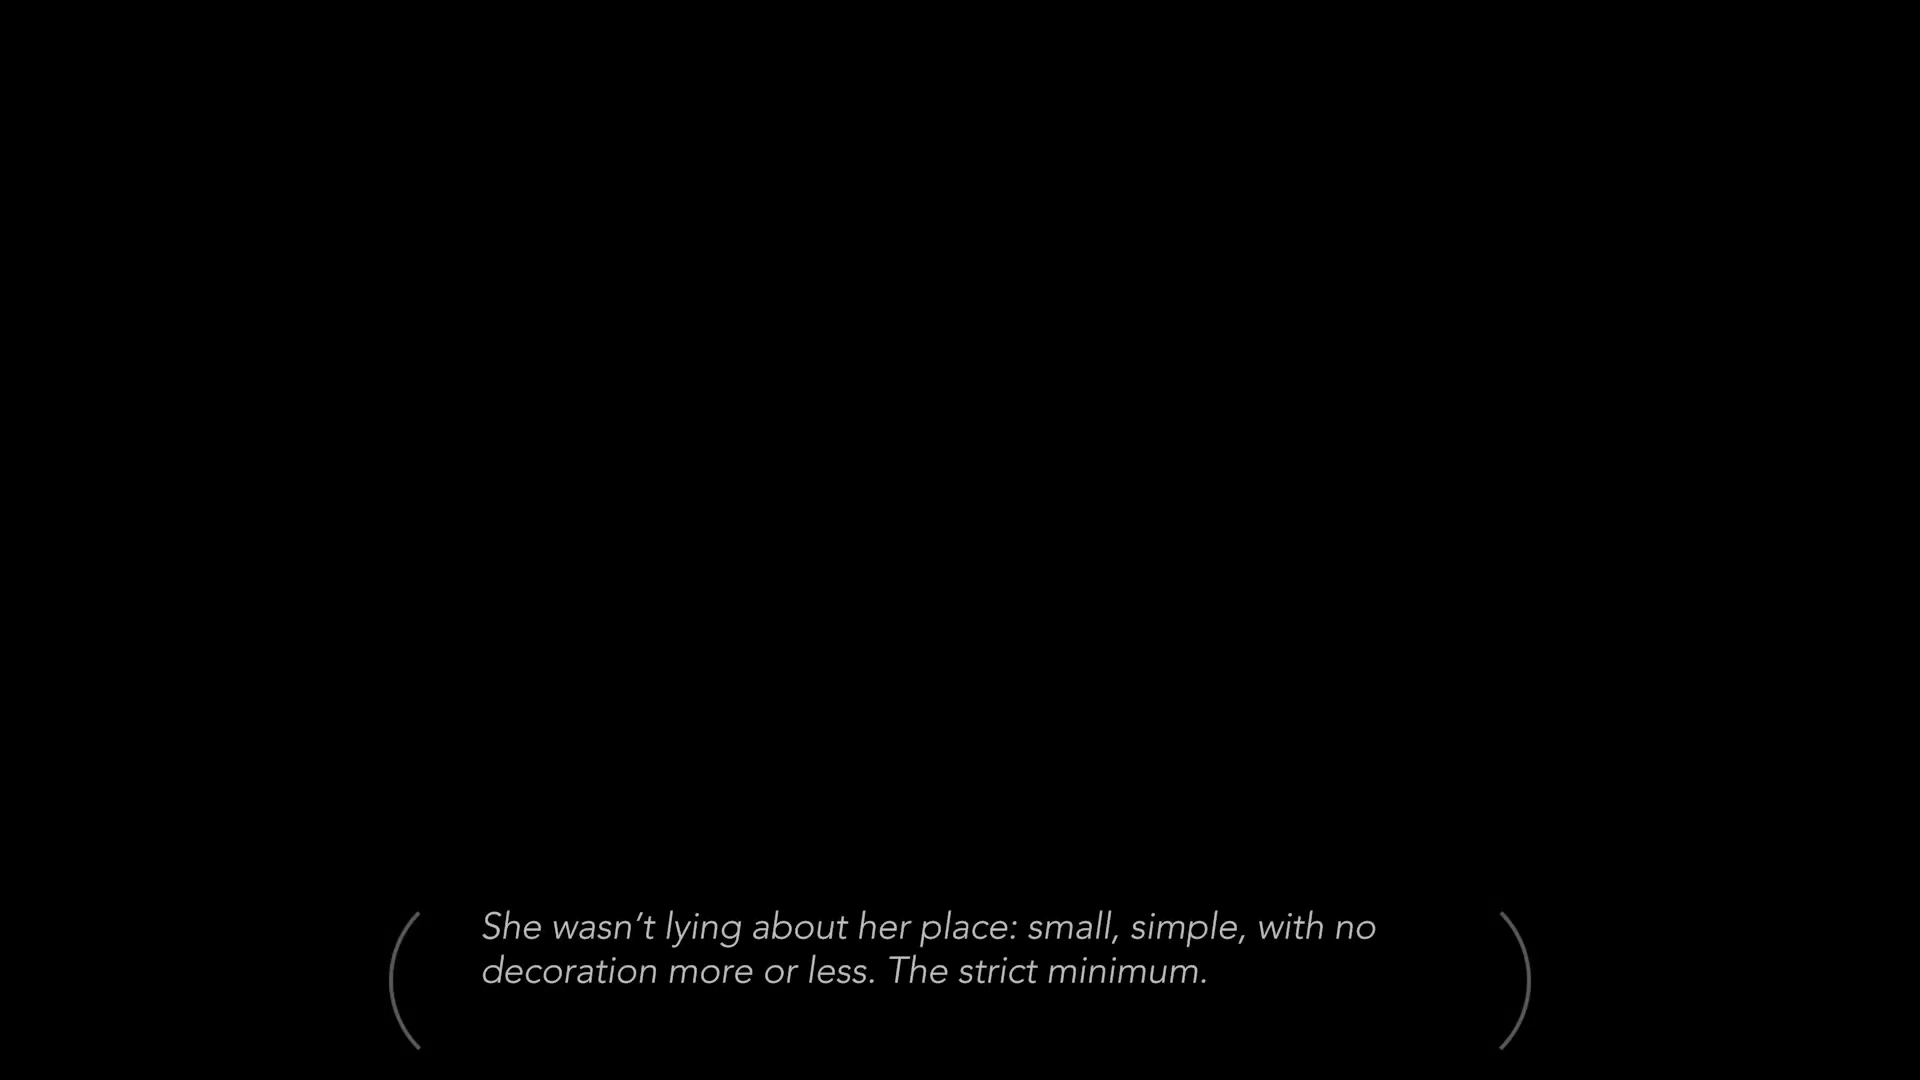 She wasn’t lying about her place: small, simple, with no
decoration more or less. The strict minimum.